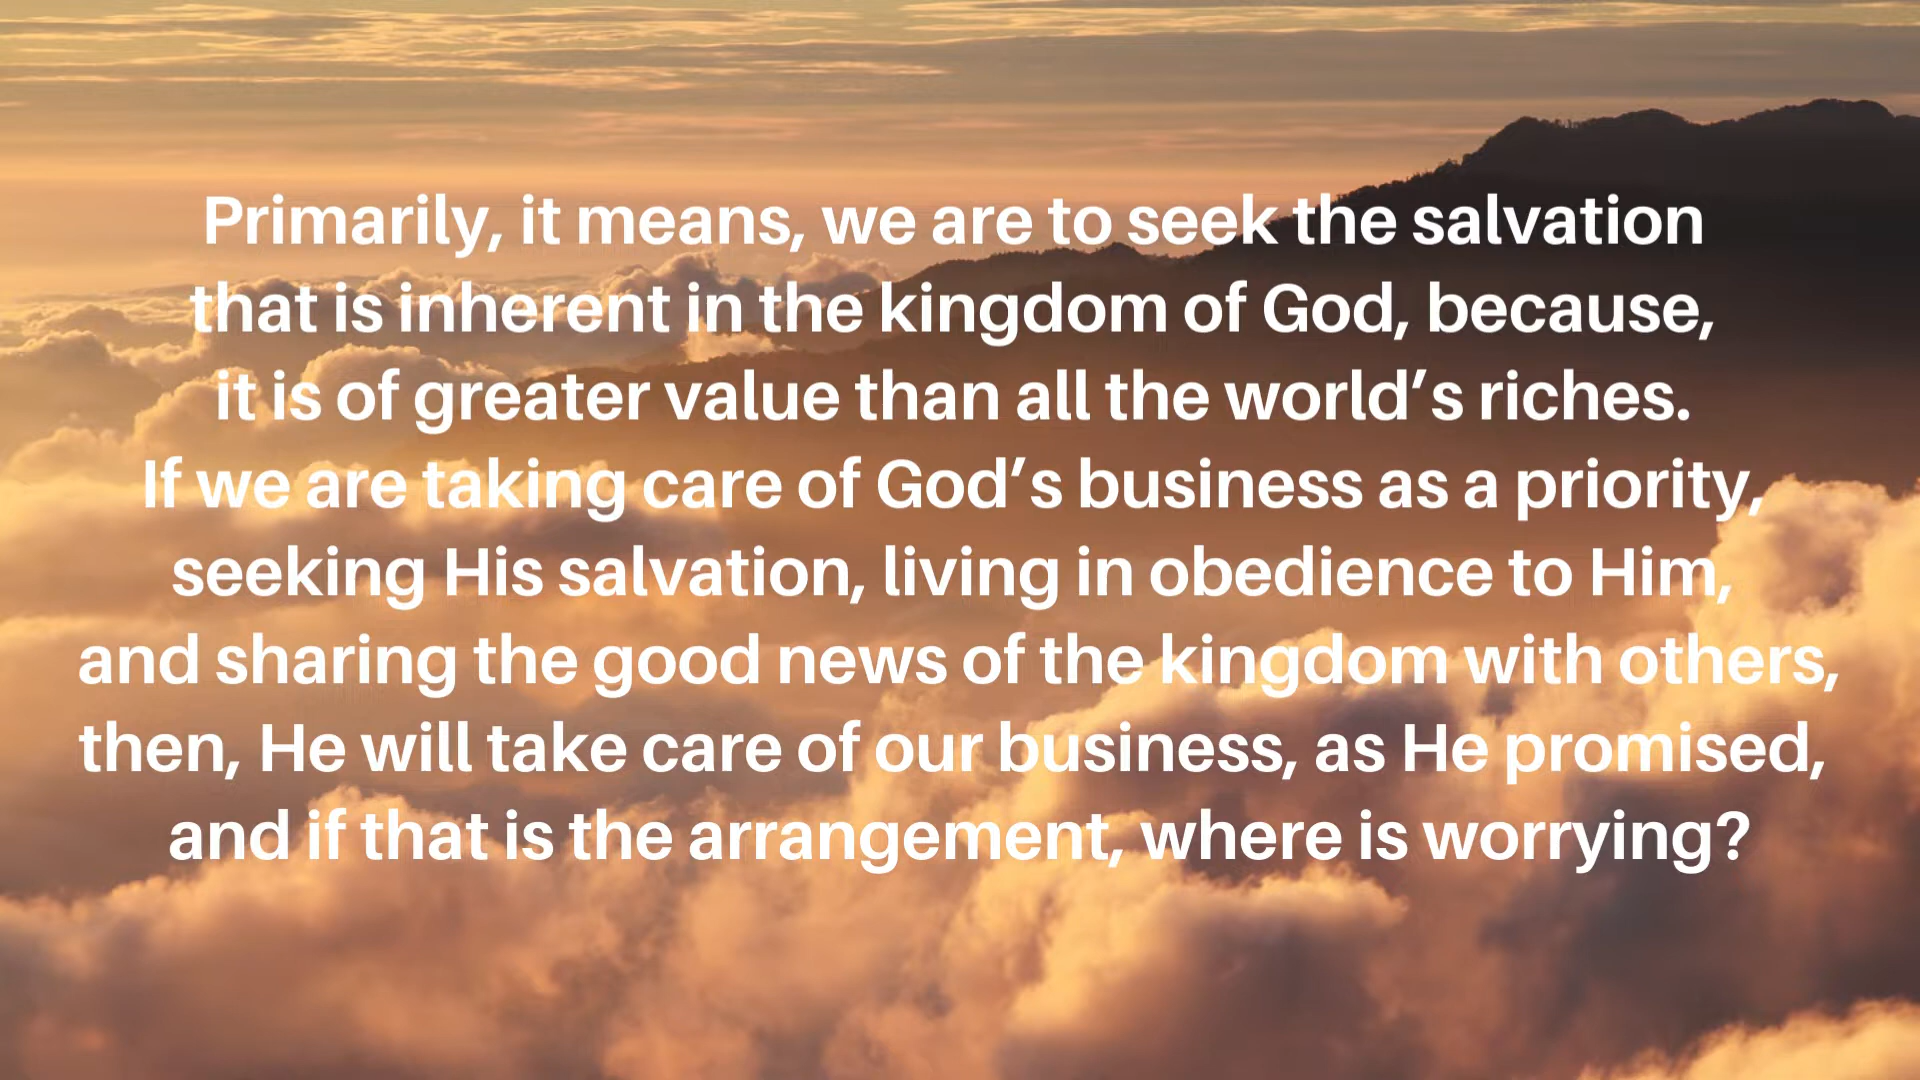 Primarily, it means, we are to seek the salvation
that is inherent in the kingdom of God, because,
it is of greater value than all the world’s riches.
If we are taking care of God’s business as a priority,
seeking His salvation, living in obedience to Him,
and sharing the good news of the kingdom with others,
then, He will take care of our business, as He promised,
and if that is the arrangement, where is worrying?